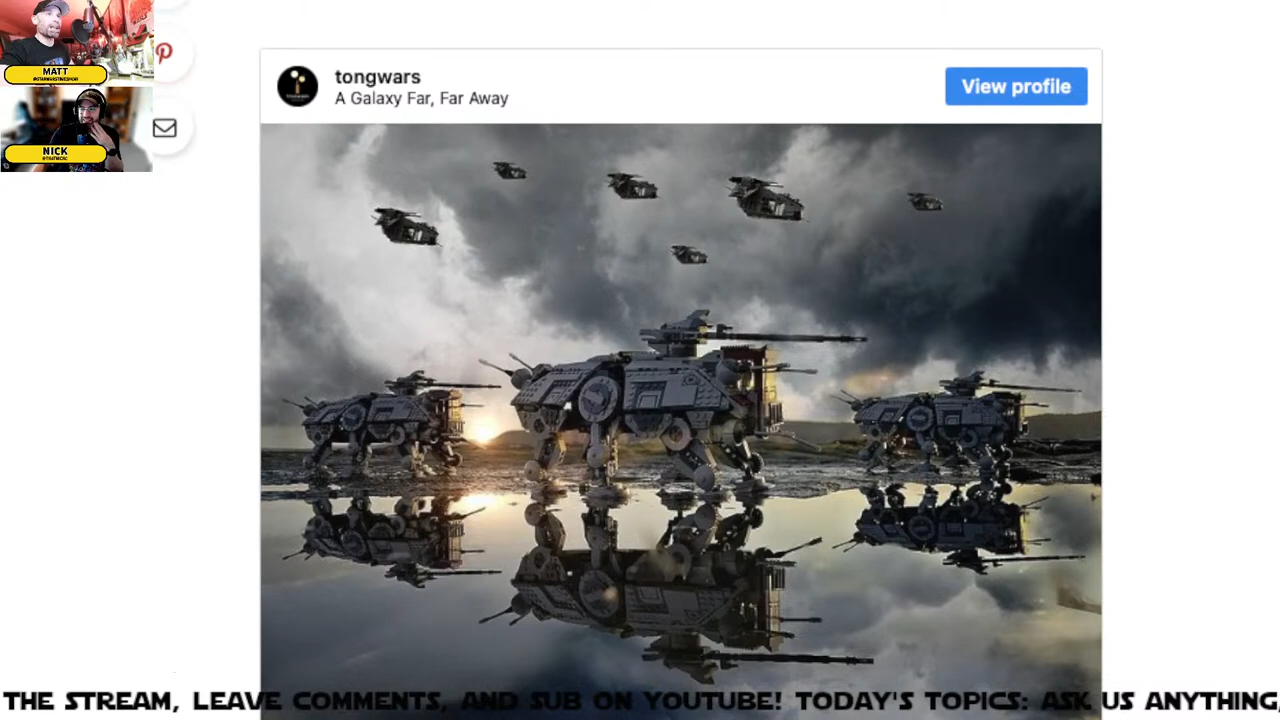 MATT
NICK
tongwars
A Galaxy Far, Far Away
View profile
THE STREAM, LEAVE COMMENTS, AND SUB ON YOUTUBE! TODAY'S TOPICS: ASK US ANYTHING,